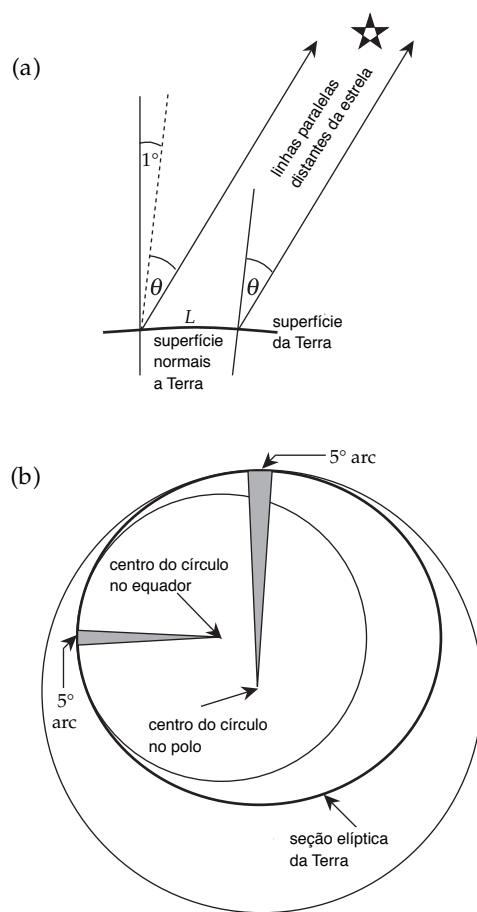 (a)
linhas paralelas
distantes da estrela
1°
θ
θ
L
superfície
normais
a Terra
superfície
da Terra
(b)
5° arc
centro do círculo
no equador
5°
arc
centro do círculo
no polo
seção elíptica
da Terra